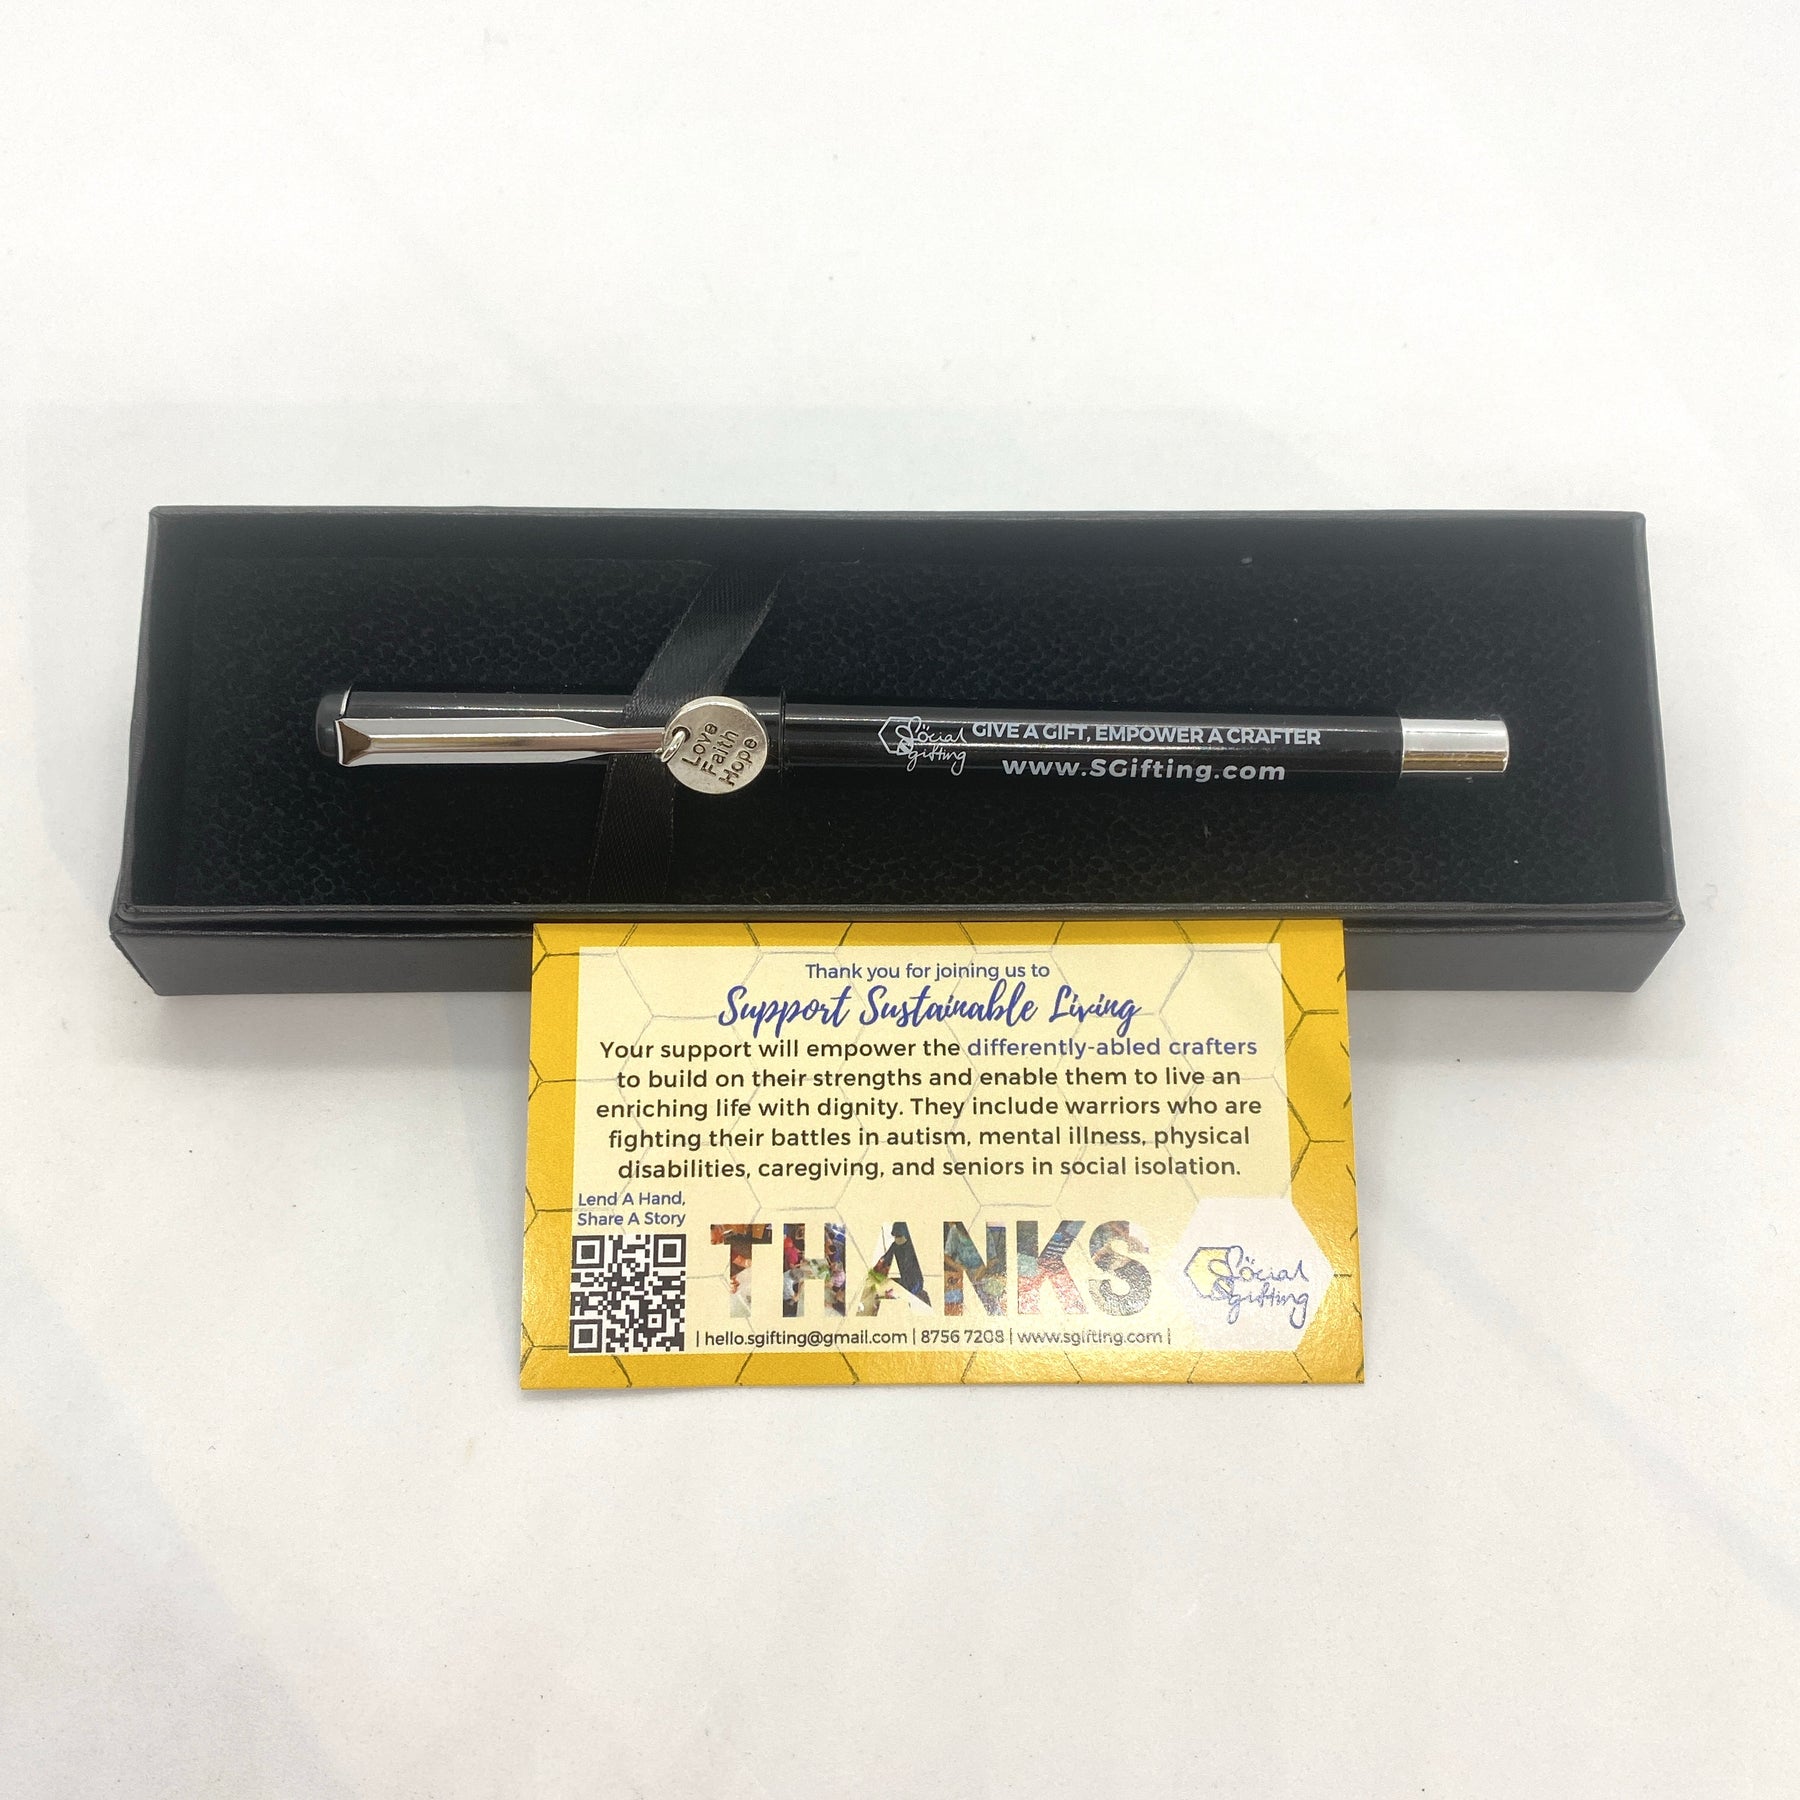 Love
Faith
Hope
Söcial
gifting
GIVE A GIFT, EMPOWER A CRAFTER
www.SGifting.com
Thank you for joining us to
Support Sustainable Living
Your support will empower the differently-abled crafters
to build on their strengths and enable them to live an
enriching life with dignity. They include warriors who are
fighting their battles in autism, mental illness, physical
disabilities, caregiving, and seniors in social isolation.
Lend A Hand,
Share A Story
THANKS
Söcial
gifting
| hello.sgifting@gmail.com | 8756 7208 | www.sgifting.com |